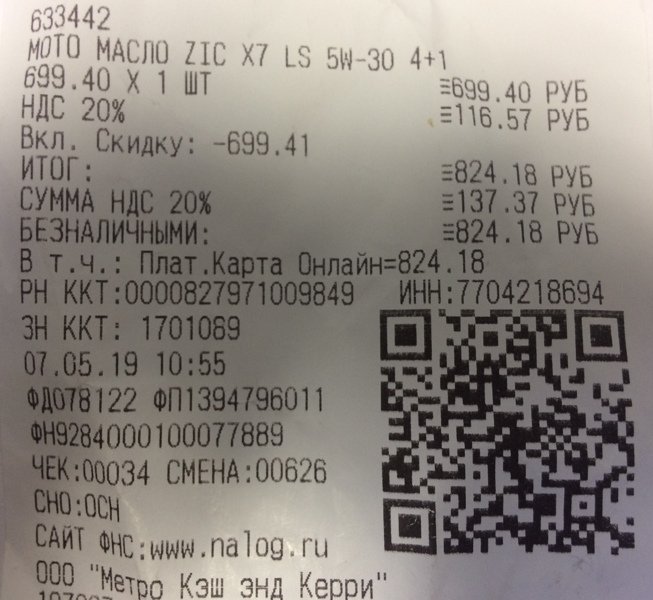 633442
МОТО МАСЛО ZIC X7 LS 5W-30 4+1
699.40 X 1 ШТ ≡699.40 РУБ
НДС 20% ≡116.57 РУБ
Вкл. Скидку: -699.41
ИТОГ: ≡824.18 РУБ
СУММА НДС 20% ≡137.37 РУБ
БЕЗНАЛИЧНЫМИ: ≡824.18 РУБ
В т.ч.: Плат.Карта Онлайн=824.18
РН ККТ:0000827971009849 ИНН:7704218694
ЗН ККТ: 1701089
07.05.19 10:55
ФД078122 ФП1394796011
ФН9284000100077889
ЧЕК:00034 СМЕНА:00626
СНО:ОСН
САЙТ ФНС:www.nalog.ru
ООО "Метро Кэш энд Керри"